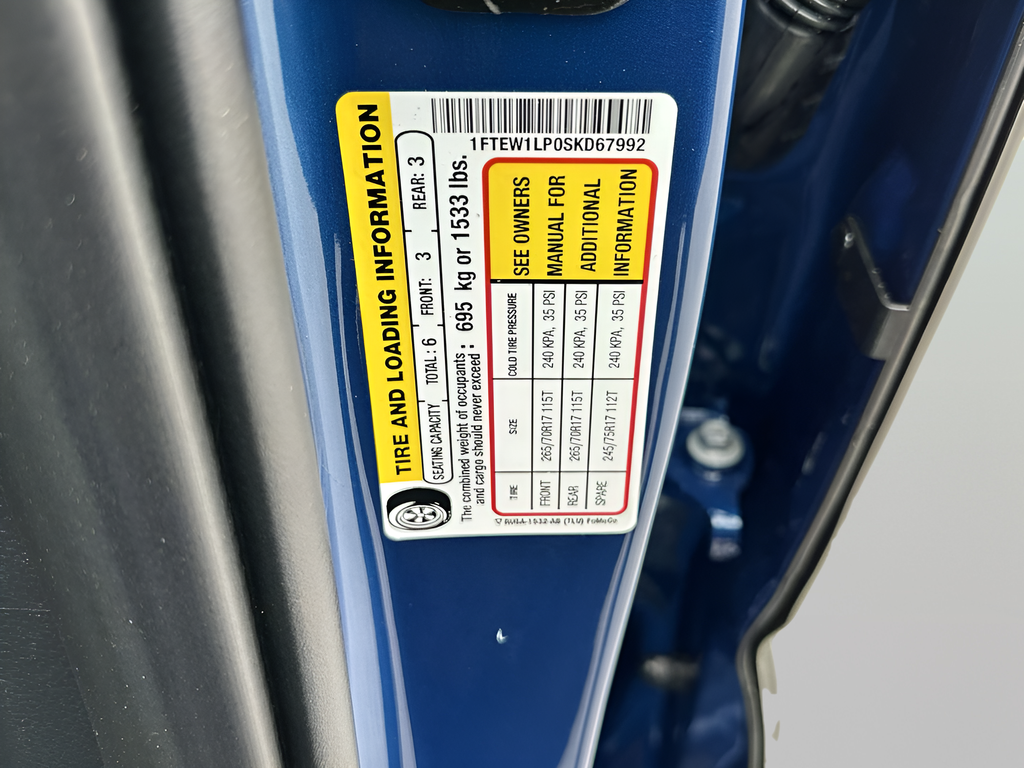 1FTEW1LP0SKD67992
TIRE AND LOADING INFORMATION
SEATING CAPACITY TOTAL: 6 FRONT: 3 REAR: 3
The combined weight of occupants
and cargo should never exceed : 695 kg or 1533 lbs.
TIRE SIZE COLD TIRE PRESSURE
FRONT 265/70R17 115T 240 KPA, 35 PSI
REAR 265/70R17 115T 240 KPA, 35 PSI
SPARE 245/75R17 112T 240 KPA, 35 PSI
SEE OWNERS
MANUAL FOR
ADDITIONAL
INFORMATION